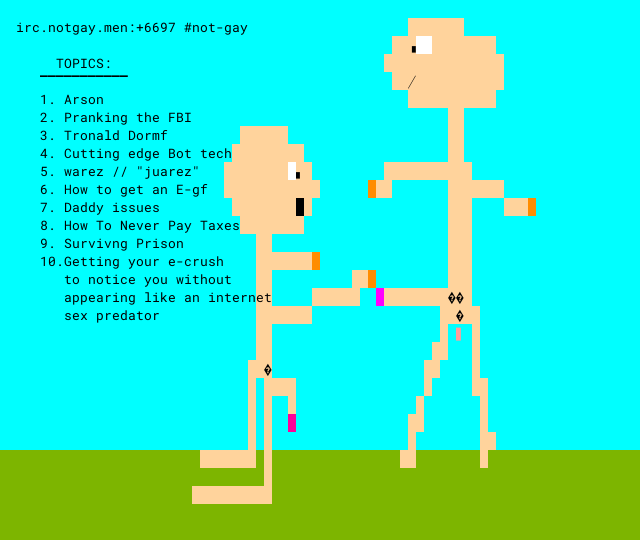 irc.notgay.men:+6697 #not-gay
TOPICS:
1. Arson
2. Pranking the FBI
3. Tronald Dormf
4. Cutting edge Bot tech
5. warez // "juarez"
6. How to get an E-gf
7. Daddy issues
8. How To Never Pay Taxes
9. Survivng Prison
10.Getting your e-crush
to notice you without
appearing like an internet
sex predator